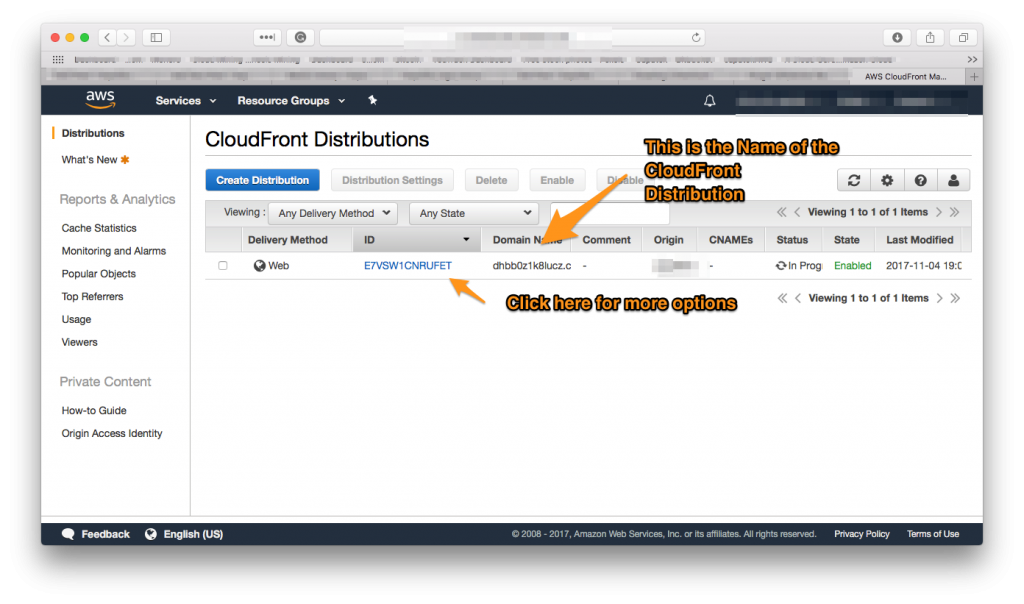 AWS CloudFront Ma...
aws
Services
Resource Groups
Distributions
What's New
Reports & Analytics
Cache Statistics
Monitoring and Alarms
Popular Objects
Top Referrers
Usage
Viewers
Private Content
How-to Guide
Origin Access Identity
CloudFront Distributions
This is the Name of the
CloudFront
Distribution
Create Distribution
Distribution Settings
Delete
Enable
Disable
Viewing :
Any Delivery Method
Any State
Viewing 1 to 1 of 1 Items
Delivery Method
ID
Domain Name
Comment
Origin
CNAMEs
Status
State
Last Modified
Web
E7VSW1CNRUFET
dhbb0z1k8lucz.c
-
-
In Prog
Enabled
2017-11-04 19:0
Click here for more options
Viewing 1 to 1 of 1 Items
Feedback
English (US)
© 2008 - 2017, Amazon Web Services, Inc. or its affiliates. All rights reserved.
Privacy Policy
Terms of Use